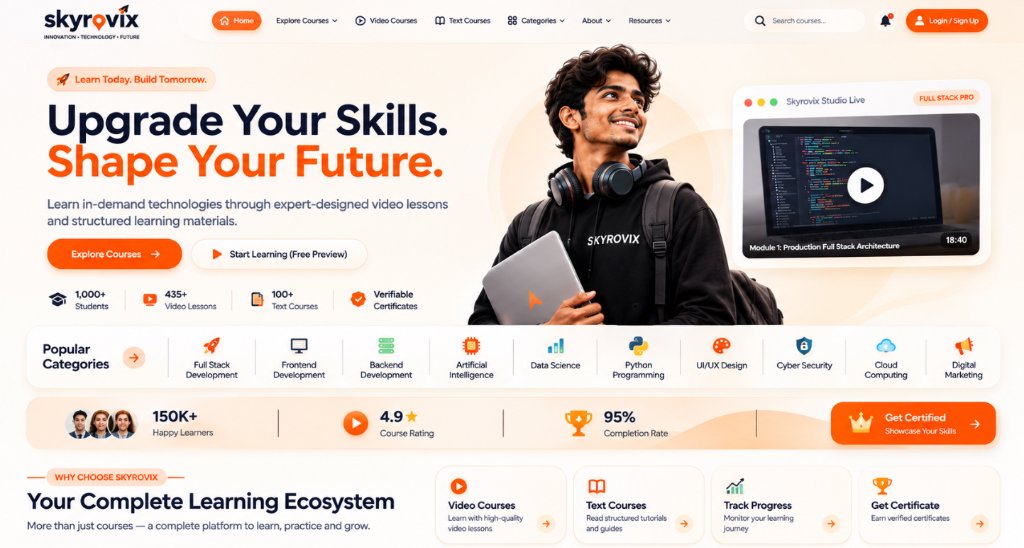 skyrovix
INNOVATION • TECHNOLOGY • FUTURE
Home
Explore Courses
Video Courses
Text Courses
Categories
About
Resources
Search courses...
Login / Sign Up
Learn Today. Build Tomorrow.
Upgrade Your Skills.
Shape Your Future.
Learn in-demand technologies through expert-designed video lessons
and structured learning materials.
Explore Courses
Start Learning (Free Preview)
1,000+
Students
435+
Video Lessons
100+
Text Courses
Verifiable
Certificates
SKYROVIX
Skyrovix Studio Live
FULL STACK PRO
Module 1: Production Full Stack Architecture
18:40
Popular
Categories
Full Stack
Development
Frontend
Development
Backend
Development
Artificial
Intelligence
Data Science
Python
Programming
UI/UX Design
Cyber Security
Cloud
Computing
Digital
Marketing
150K+
Happy Learners
4.9
Course Rating
95%
Completion Rate
Get Certified
Showcase Your Skills
WHY CHOOSE SKYROVIX
Your Complete Learning Ecosystem
More than just courses — a complete platform to learn, practice and grow.
Video Courses
Learn with high-quality
video lessons
Text Courses
Read structured tutorials
and guides
Track Progress
Monitor your learning
journey
Get Certificate
Earn verified certificates